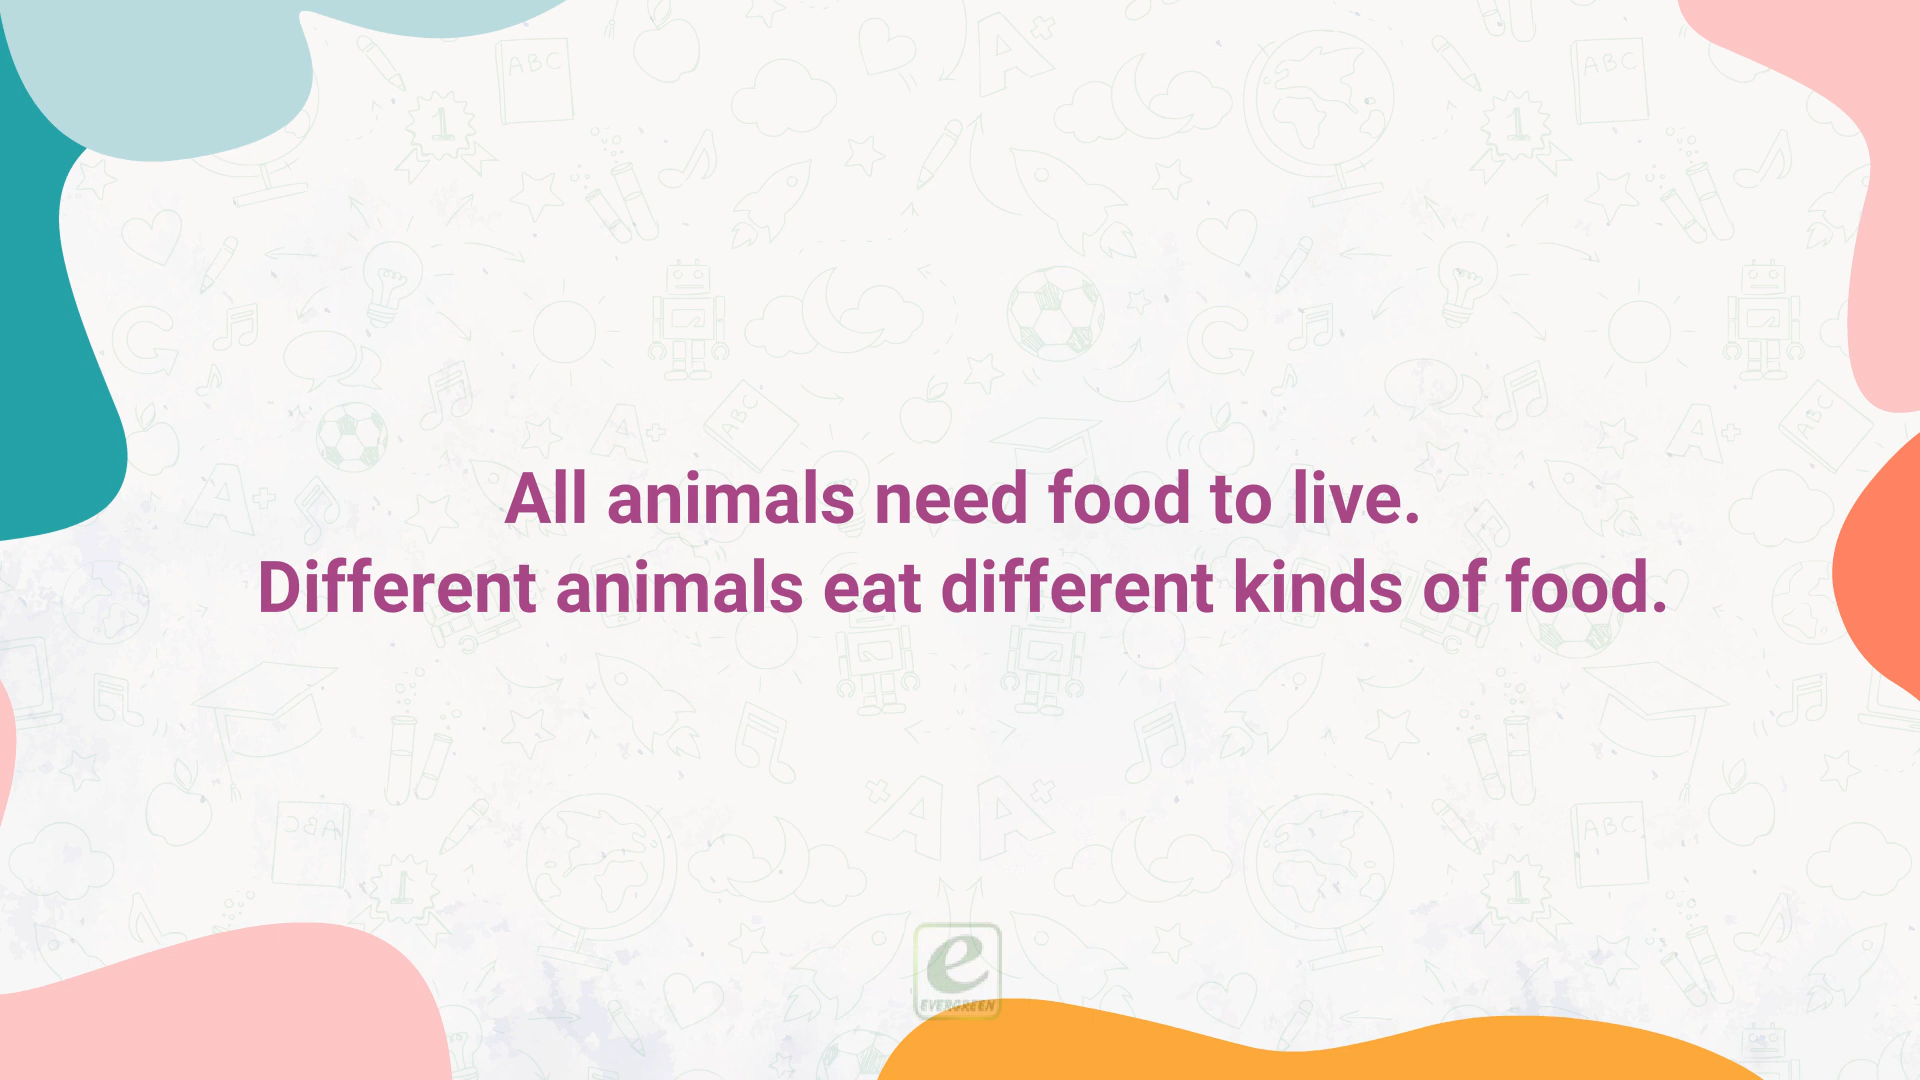 All animals need food to live.
Different animals eat different kinds of food.
e
EVERGREEN